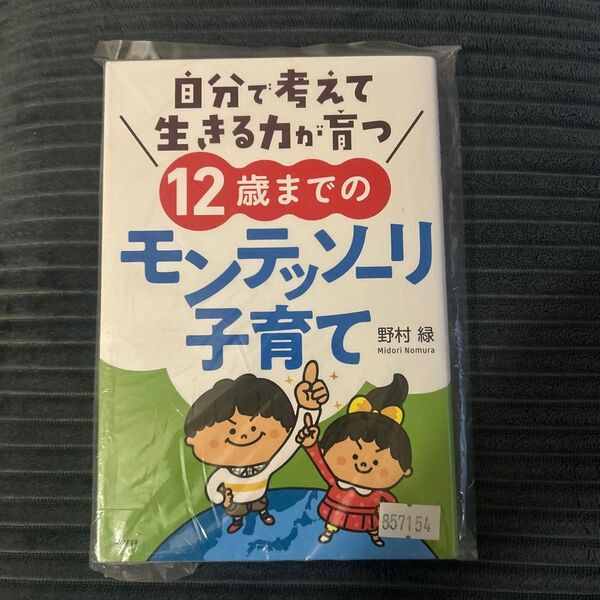 自分で考えて
生きる力が育つ
12歳までの
モンテッソーリ
子育て
野村 緑
Midori Nomura
857154